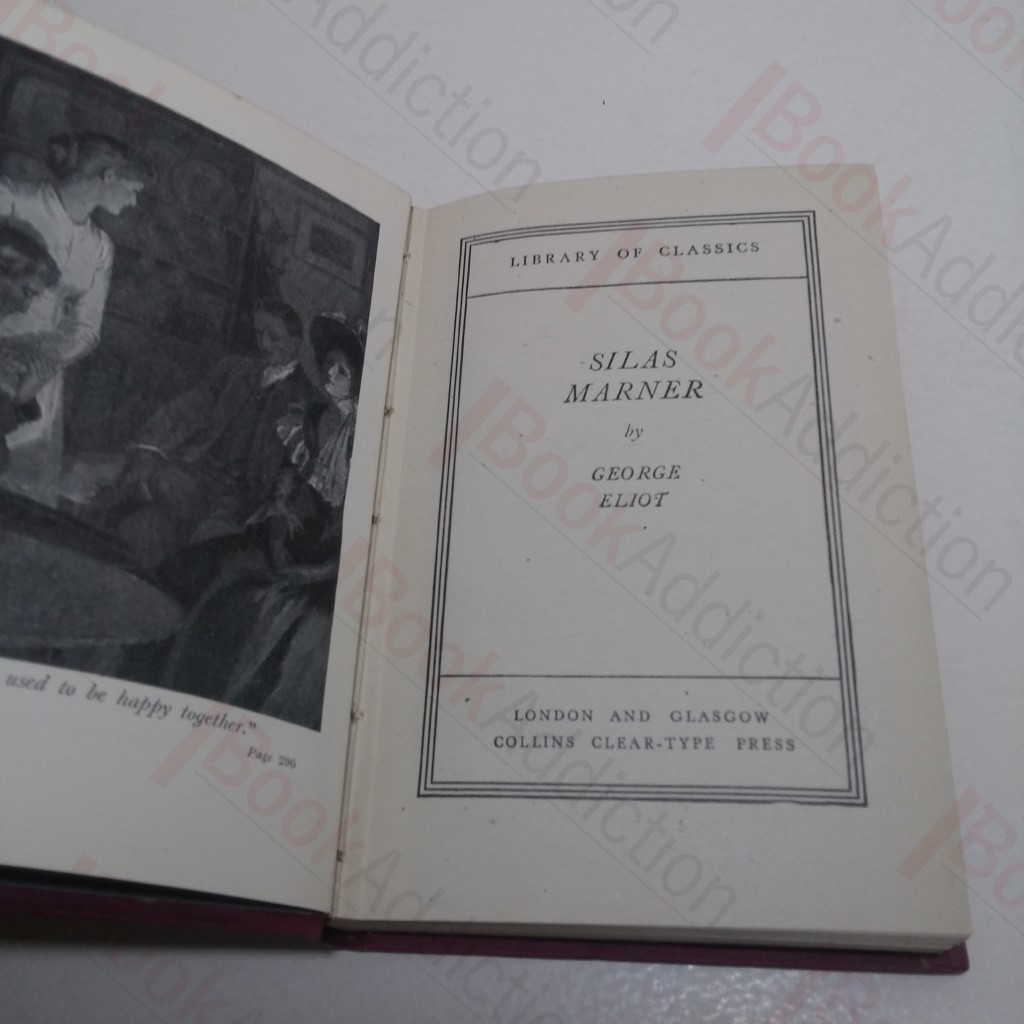 used to be happy together."
Page 296
LIBRARY OF CLASSICS
SILAS
MARNER
by
GEORGE
ELIOT
LONDON AND GLASGOW
COLLINS CLEAR-TYPE PRESS
BookAddiction